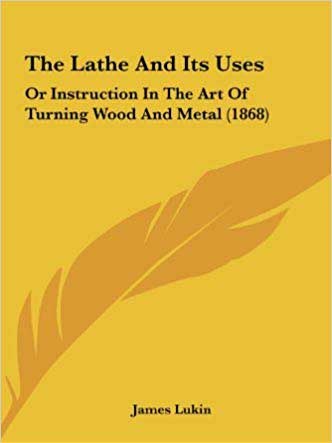 The Lathe And Its Uses
Or Instruction In The Art Of
Turning Wood And Metal (1868)
James Lukin